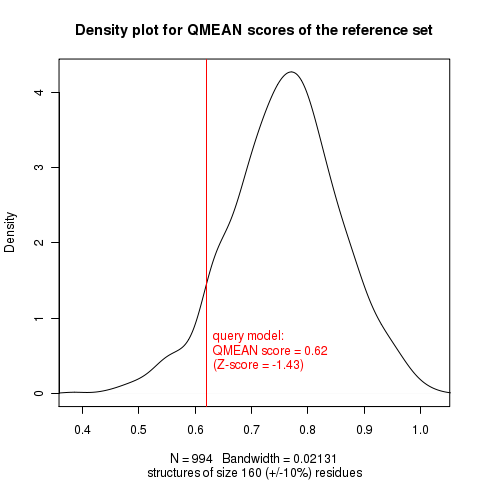 Density plot for QMEAN scores of the reference set
Density
4
3
2
1
0
query model:
QMEAN score = 0.62
(Z-score = -1.43)
0.4 0.5 0.6 0.7 0.8 0.9 1.0
N = 994 Bandwidth = 0.02131
structures of size 160 (+/-10%) residues